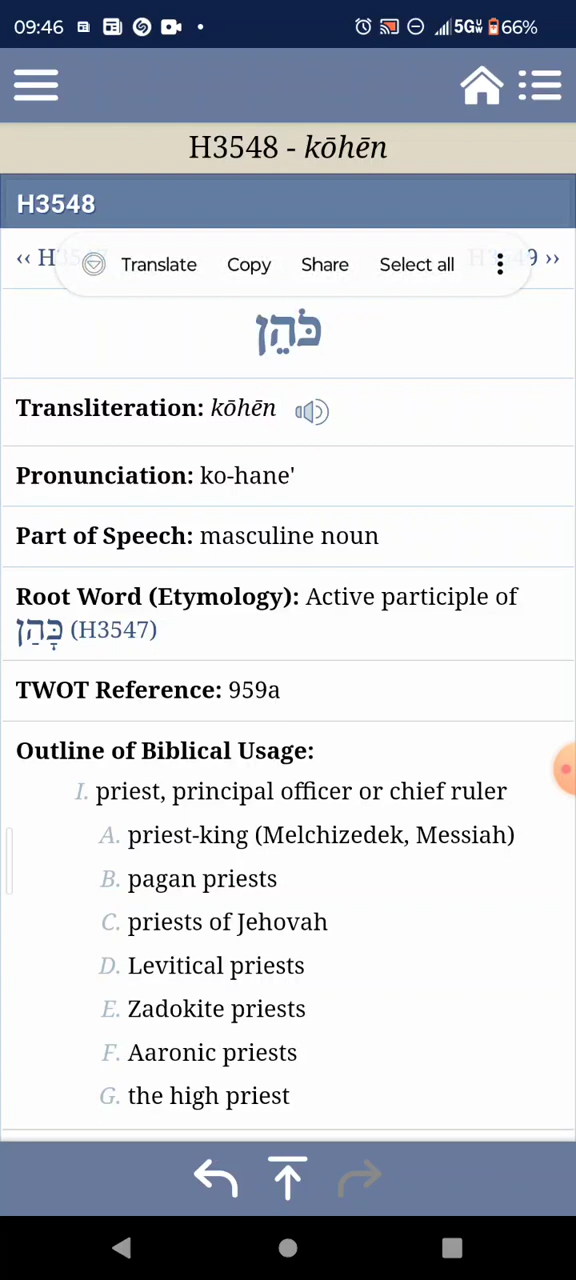 09:46 5G UW 66%
H3548 - kōhēn
H3548
‹‹ H 9 ››
Translate Copy Share Select all
כֹּהֵן
Transliteration: kōhēn
Pronunciation: ko-hane'
Part of Speech: masculine noun
Root Word (Etymology): Active participle of
כָּהַן (H3547)
TWOT Reference: 959a
Outline of Biblical Usage:
I. priest, principal officer or chief ruler
A. priest-king (Melchizedek, Messiah)
B. pagan priests
C. priests of Jehovah
D. Levitical priests
E. Zadokite priests
F. Aaronic priests
G. the high priest